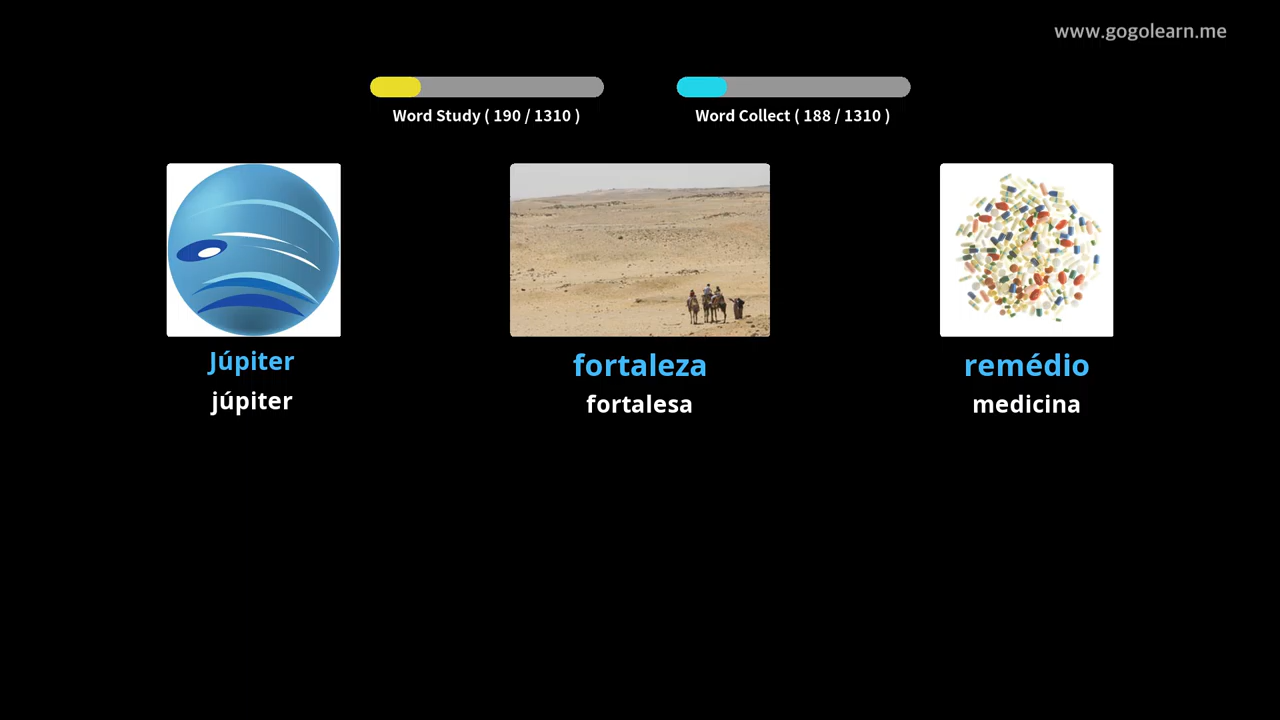 www.gogolearn.me
Word Study ( 190 / 1310 )
Word Collect ( 188 / 1310 )
Júpiter
júpiter
fortaleza
fortalesa
remédio
medicina